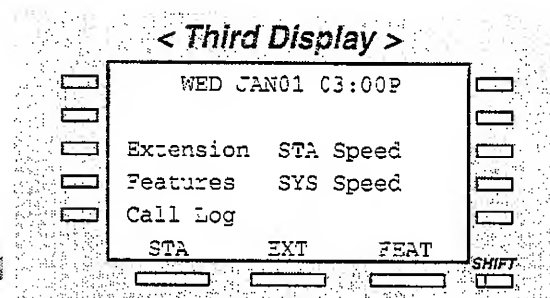 < Third Display >
WED JAN01 03:00P
Extension STA Speed
Features SYS Speed
Call Log
STA EXT FEAT
SHIFT